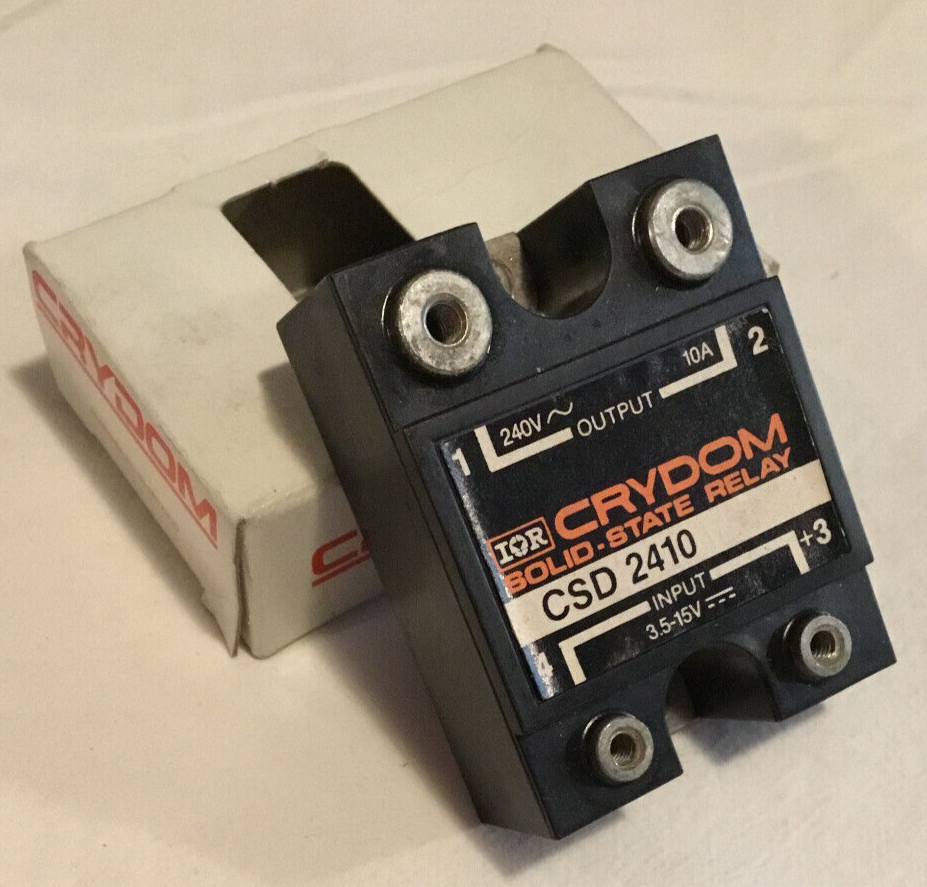 CRYDOM
2
10A
240V ~
OUTPUT
1
IOR CRYDOM
SOLID-STATE RELAY
CSD 2410
+3
INPUT
3.5-15V ⎓
4